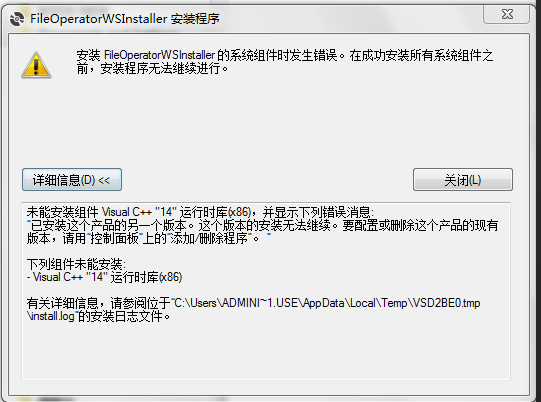 FileOperatorWSInstaller 安装程序
安装 FileOperatorWSInstaller 的系统组件时发生错误。在成功安装所有系统组件之
前，安装程序无法继续进行。
详细信息(D) <<
关闭(L)
未能安装组件 Visual C++ "14" 运行时库(x86)，并显示下列错误消息:
"已安装这个产品的另一个版本。这个版本的安装无法继续。要配置或删除这个产品的现有
版本，请用"控制面板"上的"添加/删除程序"。 "
下列组件未能安装:
- Visual C++ "14" 运行时库(x86)
有关详细信息，请参阅位于"C:\Users\ADMINI~1.USE\AppData\Local\Temp\VSD2BE0.tmp
\install.log"的安装日志文件。